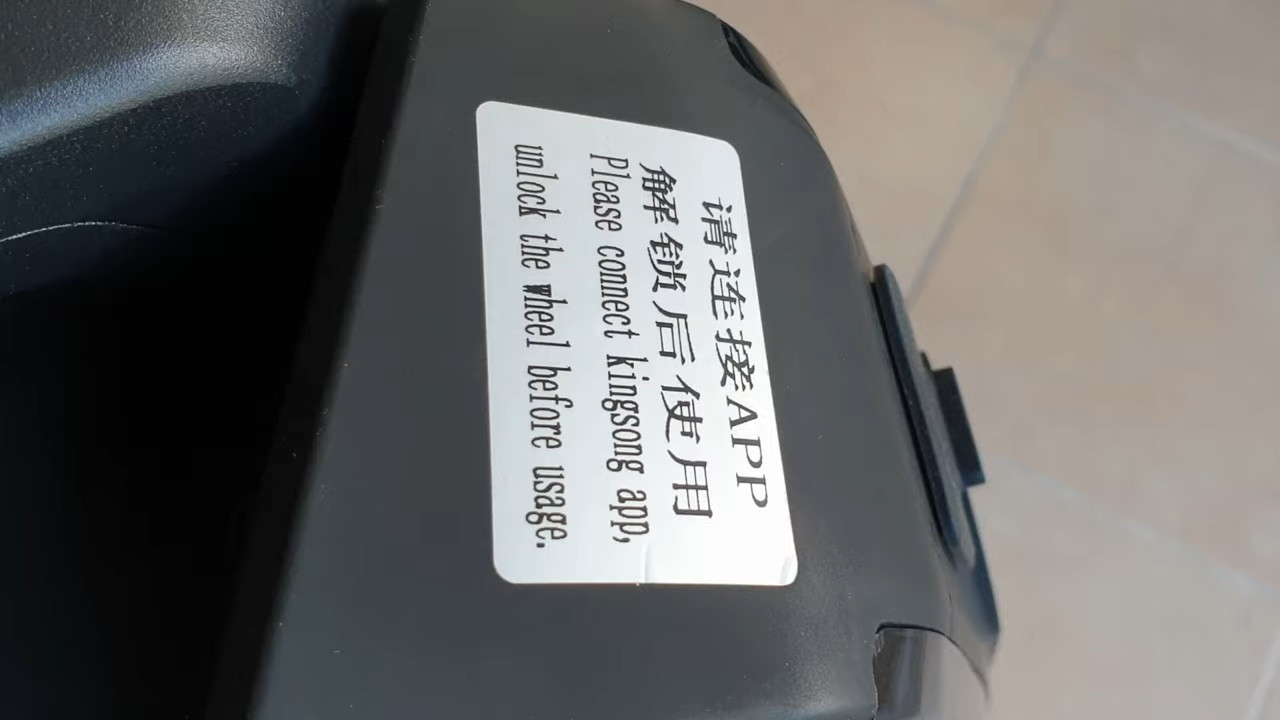 请连接APP
解锁后使用
Please connect kingsong app,
unlock the wheel before usage.